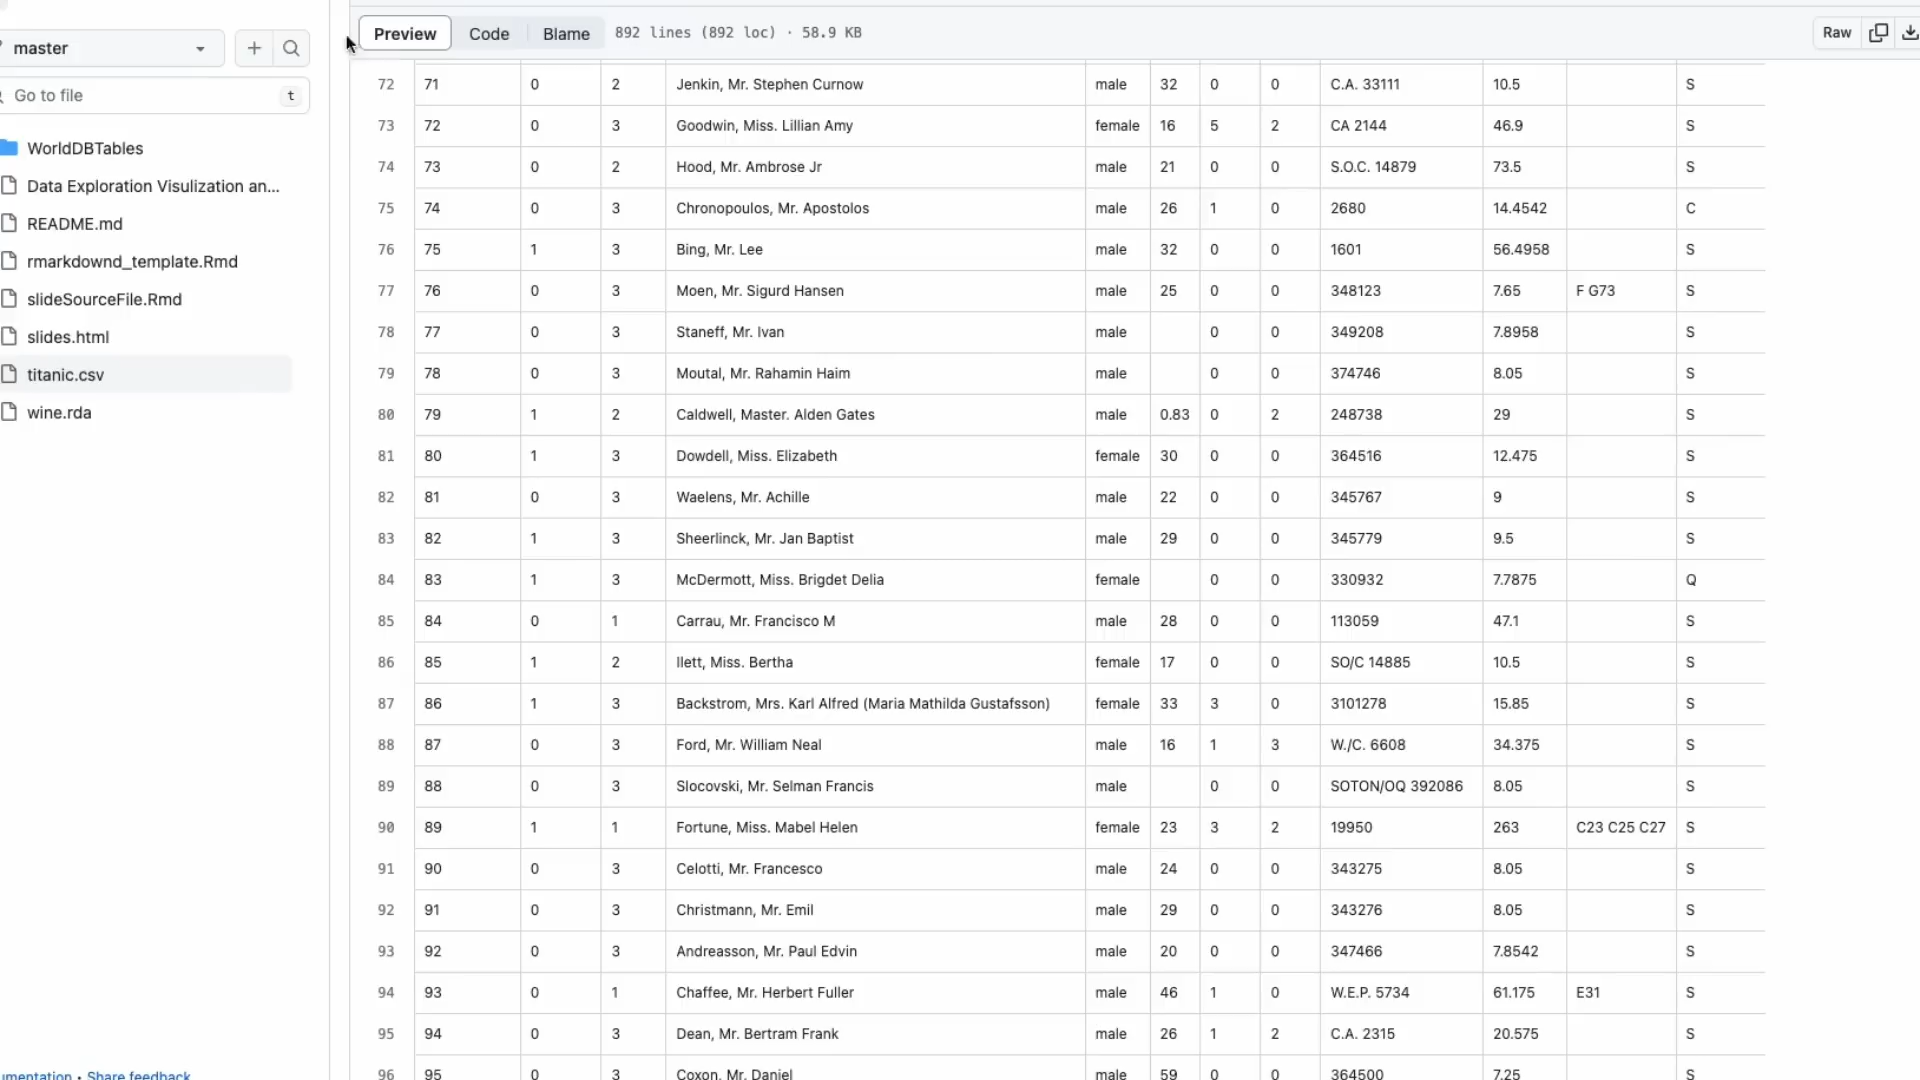 master
Go to file t
WorldDBTables
Data Exploration Visulization an...
README.md
rmarkdownd_template.Rmd
slideSourceFile.Rmd
slides.html
titanic.csv
wine.rda
umentation • Share feedback
Preview Code Blame 892 lines (892 loc) · 58.9 KB Raw
72 71 0 2 Jenkin, Mr. Stephen Curnow male 32 0 0 C.A. 33111 10.5 S
73 72 0 3 Goodwin, Miss. Lillian Amy female 16 5 2 CA 2144 46.9 S
74 73 0 2 Hood, Mr. Ambrose Jr male 21 0 0 S.O.C. 14879 73.5 S
75 74 0 3 Chronopoulos, Mr. Apostolos male 26 1 0 2680 14.4542 C
76 75 1 3 Bing, Mr. Lee male 32 0 0 1601 56.4958 S
77 76 0 3 Moen, Mr. Sigurd Hansen male 25 0 0 348123 7.65 F G73 S
78 77 0 3 Staneff, Mr. Ivan male 0 0 349208 7.8958 S
79 78 0 3 Moutal, Mr. Rahamin Haim male 0 0 374746 8.05 S
80 79 1 2 Caldwell, Master. Alden Gates male 0.83 0 2 248738 29 S
81 80 1 3 Dowdell, Miss. Elizabeth female 30 0 0 364516 12.475 S
82 81 0 3 Waelens, Mr. Achille male 22 0 0 345767 9 S
83 82 1 3 Sheerlinck, Mr. Jan Baptist male 29 0 0 345779 9.5 S
84 83 1 3 McDermott, Miss. Brigdet Delia female 0 0 330932 7.7875 Q
85 84 0 1 Carrau, Mr. Francisco M male 28 0 0 113059 47.1 S
86 85 1 2 Ilett, Miss. Bertha female 17 0 0 SO/C 14885 10.5 S
87 86 1 3 Backstrom, Mrs. Karl Alfred (Maria Mathilda Gustafsson) female 33 3 0 3101278 15.85 S
88 87 0 3 Ford, Mr. William Neal male 16 1 3 W./C. 6608 34.375 S
89 88 0 3 Slocovski, Mr. Selman Francis male 0 0 SOTON/OQ 392086 8.05 S
90 89 1 1 Fortune, Miss. Mabel Helen female 23 3 2 19950 263 C23 C25 C27 S
91 90 0 3 Celotti, Mr. Francesco male 24 0 0 343275 8.05 S
92 91 0 3 Christmann, Mr. Emil male 29 0 0 343276 8.05 S
93 92 0 3 Andreasson, Mr. Paul Edvin male 20 0 0 347466 7.8542 S
94 93 0 1 Chaffee, Mr. Herbert Fuller male 46 1 0 W.E.P. 5734 61.175 E31 S
95 94 0 3 Dean, Mr. Bertram Frank male 26 1 2 C.A. 2315 20.575 S
96 95 0 3 Coxon, Mr. Daniel male 59 0 0 364500 7.25 S